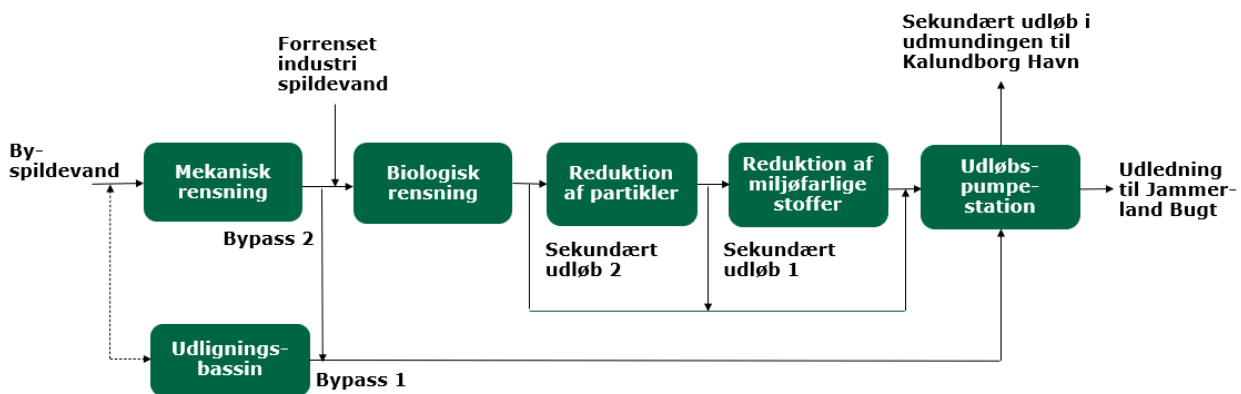 Sekundært udløb i
udmundingen til
Kalundborg Havn
Forrenset
industri
spildevand
By-
spildevand
Mekanisk
rensning
Biologisk
rensning
Reduktion
af partikler
Reduktion af
miljøfarlige
stoffer
Udløbs-
pumpe-
station
Udledning
til Jammer-
land Bugt
Bypass 2
Sekundært
udløb 2
Sekundært
udløb 1
Udlignings-
bassin
Bypass 1